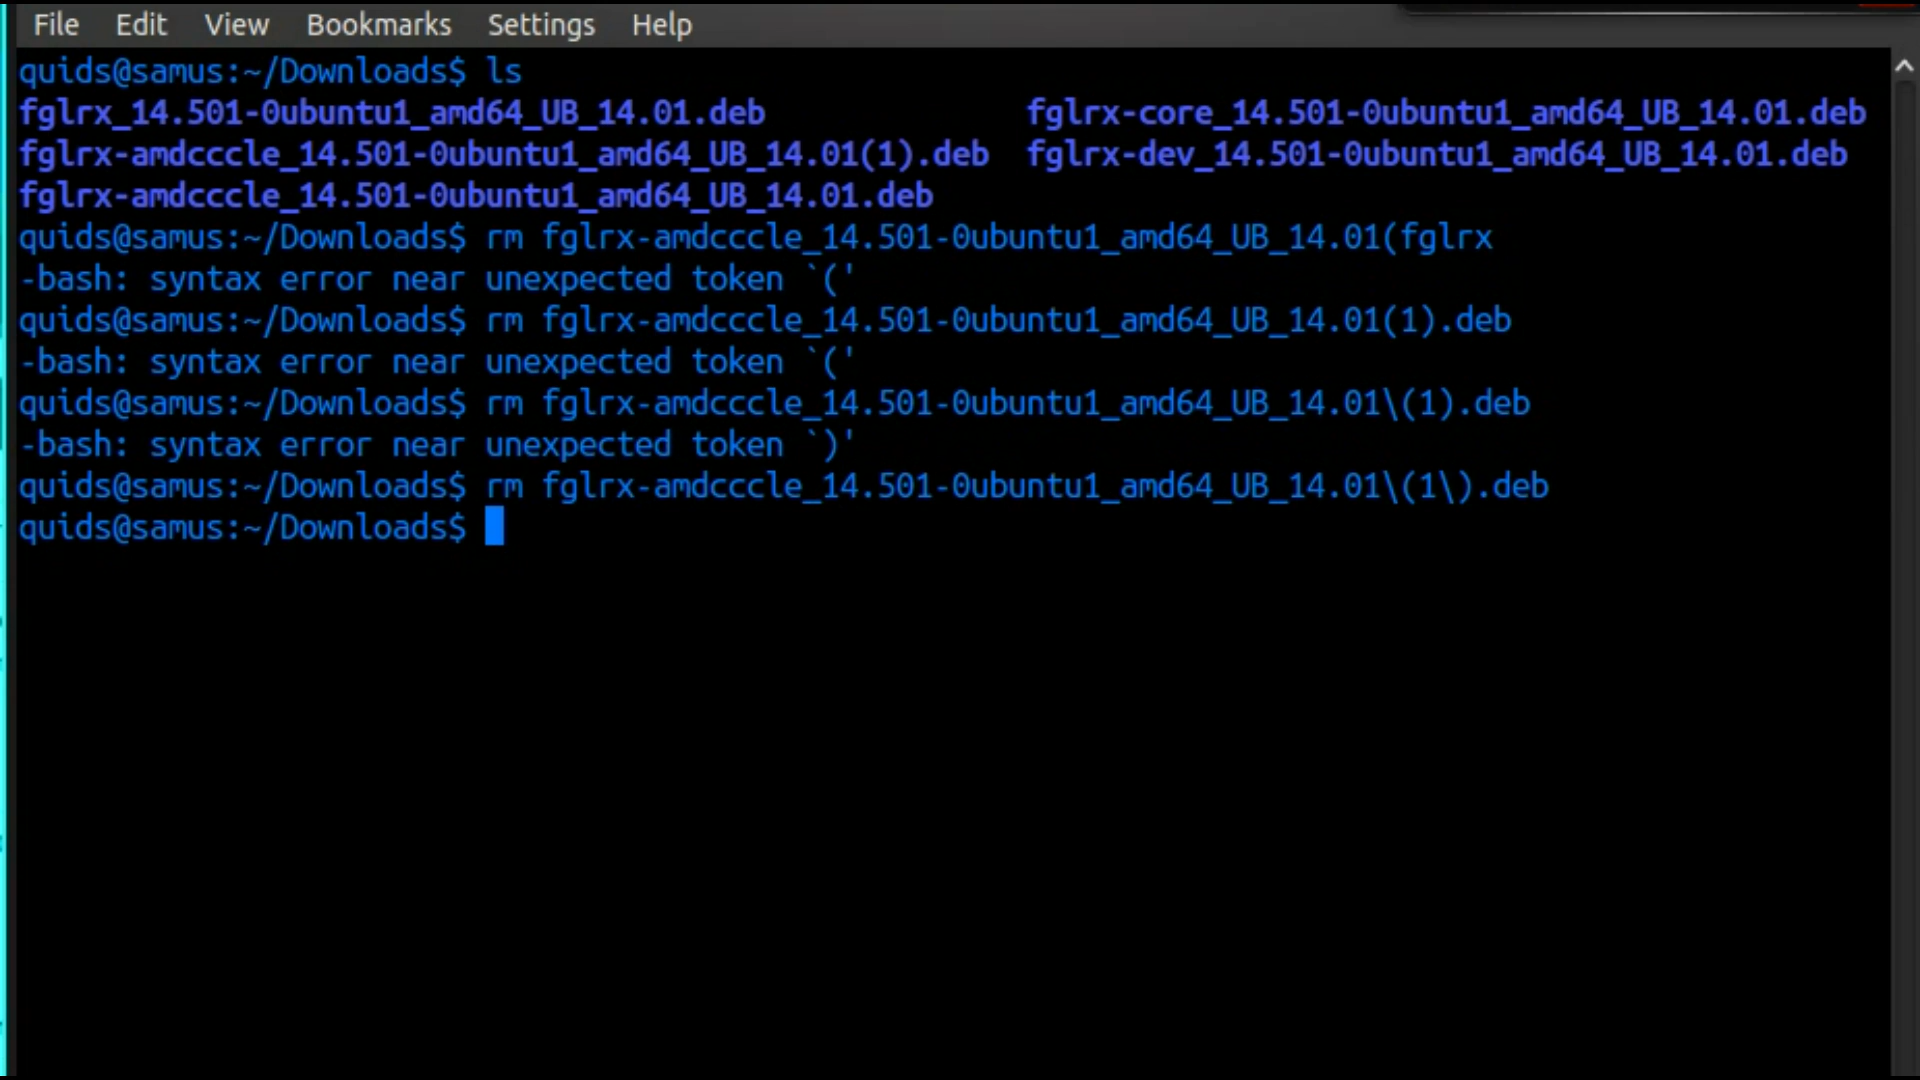 File Edit View Bookmarks Settings Help
quids@samus:~/Downloads$ ls
fglrx_14.501-0ubuntu1_amd64_UB_14.01.deb fglrx-core_14.501-0ubuntu1_amd64_UB_14.01.deb
fglrx-amdcccle_14.501-0ubuntu1_amd64_UB_14.01(1).deb fglrx-dev_14.501-0ubuntu1_amd64_UB_14.01.deb
fglrx-amdcccle_14.501-0ubuntu1_amd64_UB_14.01.deb
quids@samus:~/Downloads$ rm fglrx-amdcccle_14.501-0ubuntu1_amd64_UB_14.01(fglrx
-bash: syntax error near unexpected token `('
quids@samus:~/Downloads$ rm fglrx-amdcccle_14.501-0ubuntu1_amd64_UB_14.01(1).deb
-bash: syntax error near unexpected token `('
quids@samus:~/Downloads$ rm fglrx-amdcccle_14.501-0ubuntu1_amd64_UB_14.01\(1).deb
-bash: syntax error near unexpected token `)'
quids@samus:~/Downloads$ rm fglrx-amdcccle_14.501-0ubuntu1_amd64_UB_14.01\(1\).deb
quids@samus:~/Downloads$